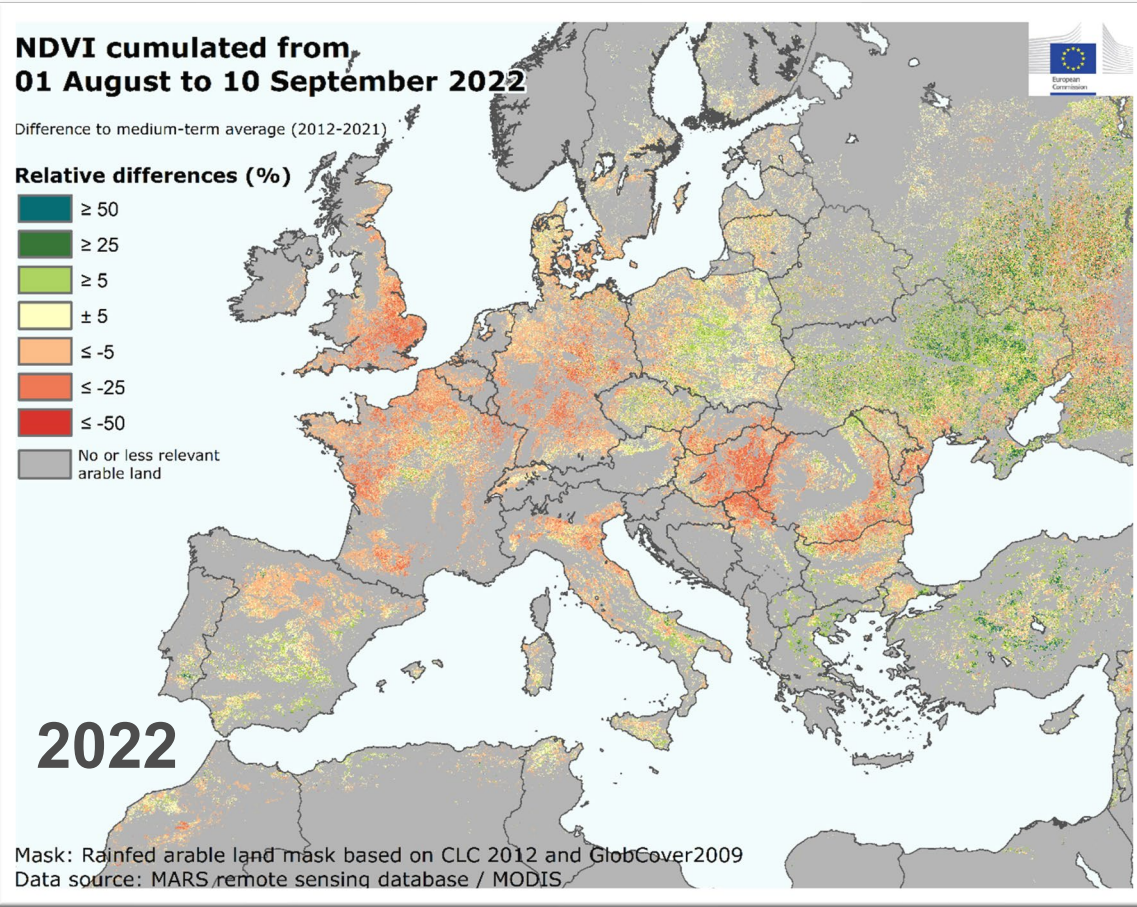 NDVI cumulated from
01 August to 10 September 2022
European
Commission
Difference to medium-term average (2012-2021)
Relative differences (%)
≥ 50
≥ 25
≥ 5
± 5
≤ -5
≤ -25
≤ -50
No or less relevant
arable land
2022
Mask: Rainfed arable land mask based on CLC 2012 and GlobCover2009
Data source: MARS remote sensing database / MODIS